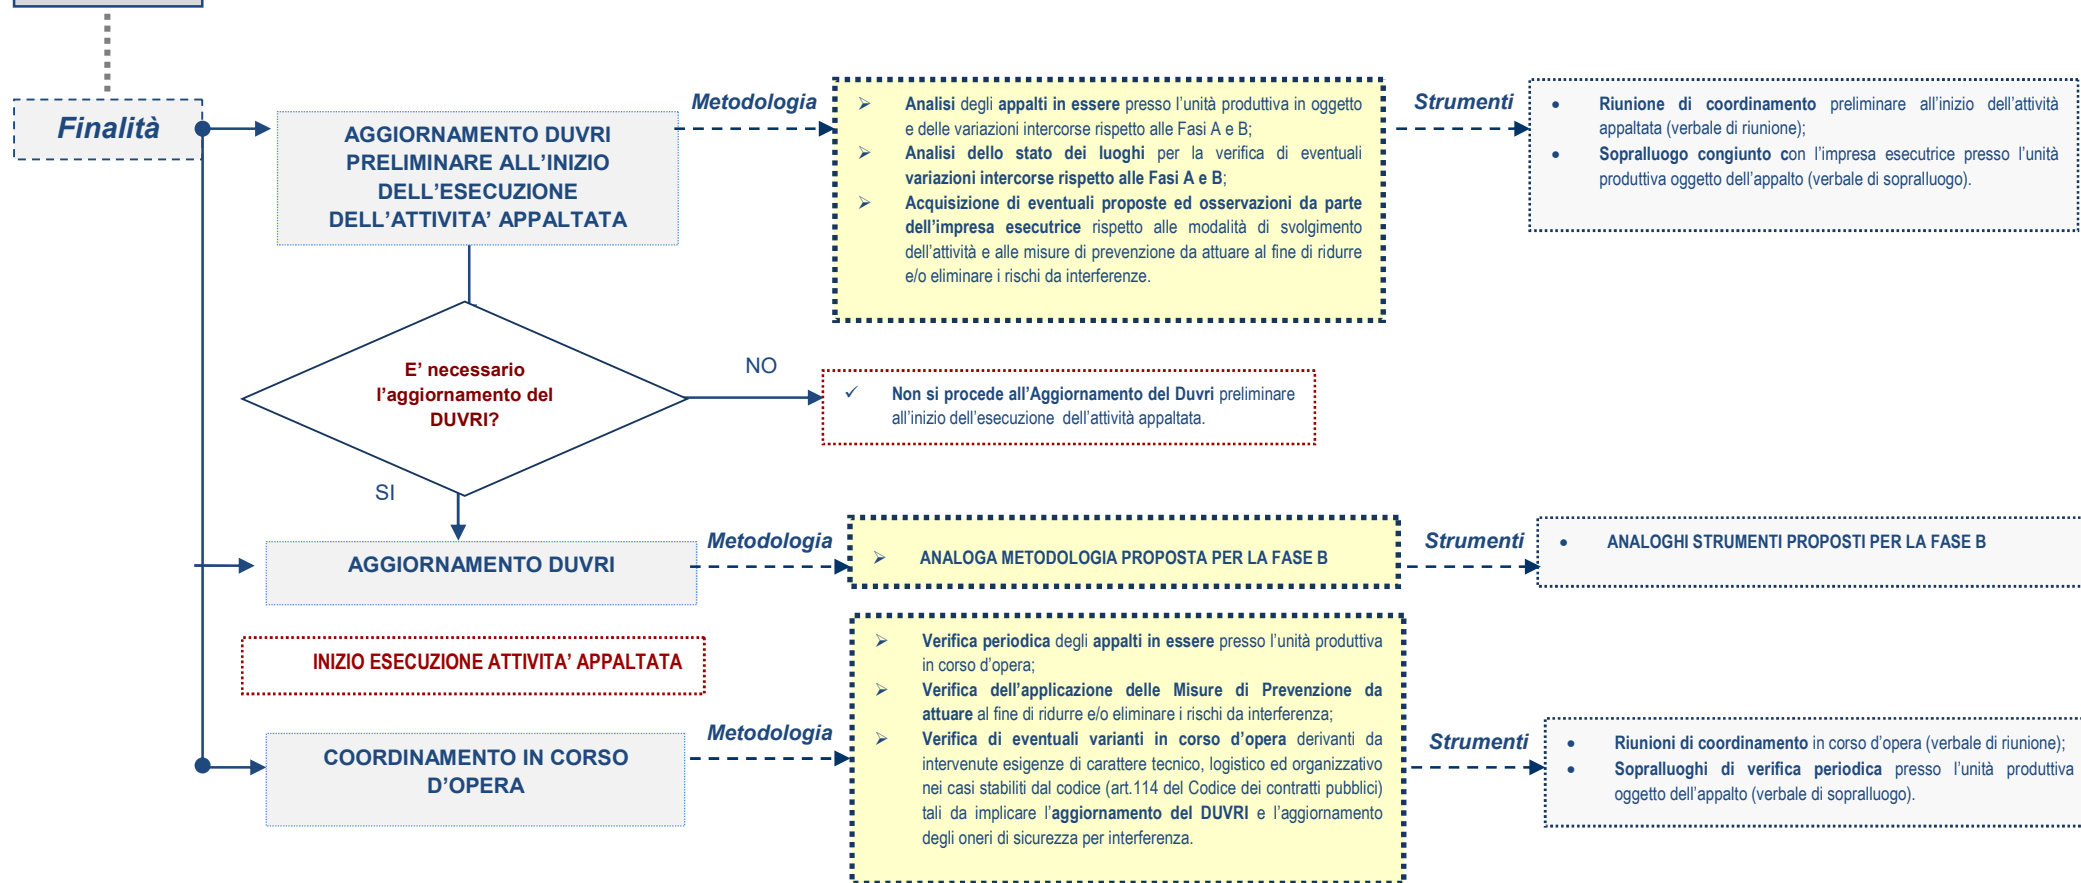 Finalità
AGGIORNAMENTO DUVRI
PRELIMINARE ALL’INIZIO
DELL’ESECUZIONE
DELL’ATTIVITA’ APPALTATA
Metodologia
➢ Analisi degli appalti in essere presso l’unità produttiva in oggetto
e delle variazioni intercorse rispetto alle Fasi A e B;
➢ Analisi dello stato dei luoghi per la verifica di eventuali
variazioni intercorse rispetto alle Fasi A e B;
➢ Acquisizione di eventuali proposte ed osservazioni da parte
dell’impresa esecutrice rispetto alle modalità di svolgimento
dell’attività e alle misure di prevenzione da attuare al fine di ridurre
e/o eliminare i rischi da interferenze.
Strumenti
• Riunione di coordinamento preliminare all’inizio dell’attività
appaltata (verbale di riunione);
• Sopralluogo congiunto con l’impresa esecutrice presso l’unità
produttiva oggetto dell’appalto (verbale di sopralluogo).
E’ necessario
l’aggiornamento del
DUVRI?
NO
✓ Non si procede all’Aggiornamento del Duvri preliminare
all’inizio dell’esecuzione dell’attività appaltata.
SI
AGGIORNAMENTO DUVRI
Metodologia
➢ ANALOGA METODOLOGIA PROPOSTA PER LA FASE B
Strumenti
• ANALOGHI STRUMENTI PROPOSTI PER LA FASE B
INIZIO ESECUZIONE ATTIVITA’ APPALTATA
COORDINAMENTO IN CORSO
D’OPERA
Metodologia
➢ Verifica periodica degli appalti in essere presso l’unità produttiva
in corso d’opera;
➢ Verifica dell’applicazione delle Misure di Prevenzione da
attuare al fine di ridurre e/o eliminare i rischi da interferenza;
➢ Verifica di eventuali varianti in corso d’opera derivanti da
intervenute esigenze di carattere tecnico, logistico ed organizzativo
nei casi stabiliti dal codice (art.114 del Codice dei contratti pubblici)
tali da implicare l’aggiornamento del DUVRI e l’aggiornamento
degli oneri di sicurezza per interferenza.
Strumenti
• Riunioni di coordinamento in corso d’opera (verbale di riunione);
• Sopralluoghi di verifica periodica presso l’unità produttiva
oggetto dell’appalto (verbale di sopralluogo).